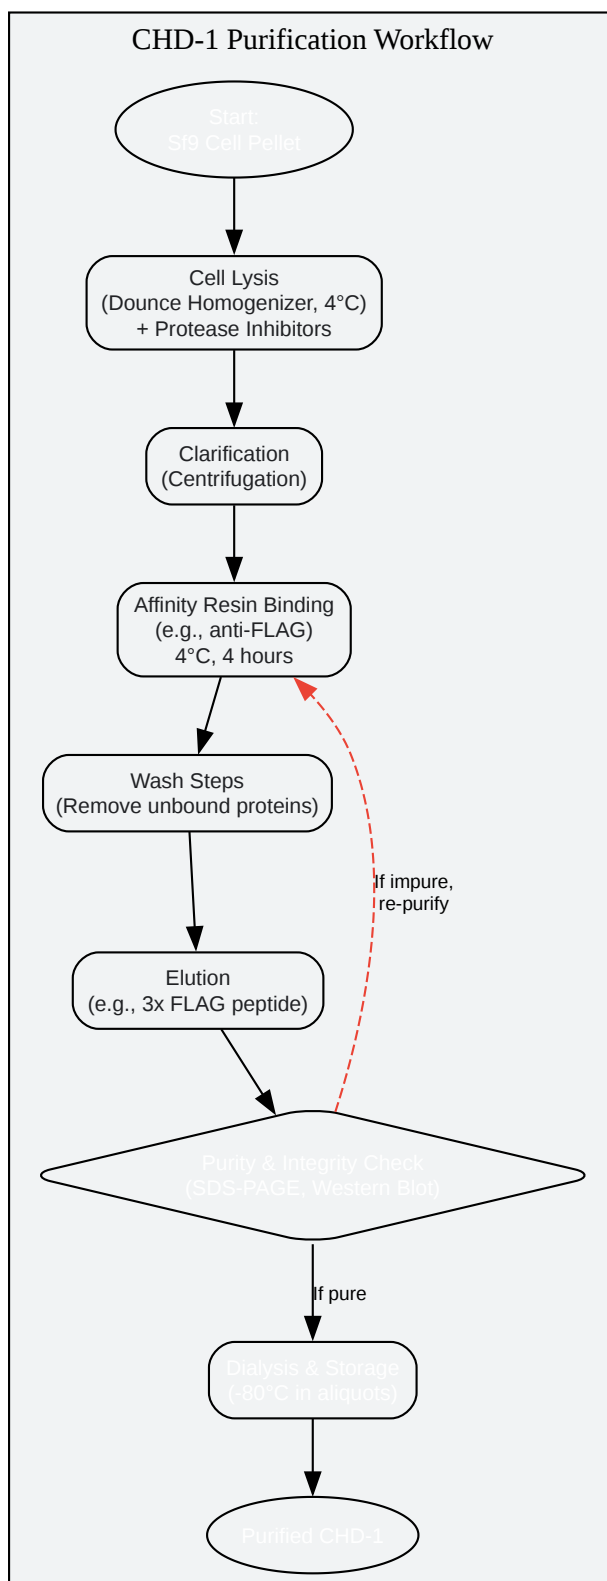 CHD-1 Purification Workflow
Start:
Sf9 Cell Pellet
Cell Lysis
(Dounce Homogenizer, 4°C)
+ Protease Inhibitors
Clarification
(Centrifugation)
Affinity Resin Binding
(e.g., anti-FLAG)
4°C, 4 hours
Wash Steps
(Remove unbound proteins)
If impure,
re-purify
Elution
(e.g., 3x FLAG peptide)
Purity & Integrity Check
(SDS-PAGE, Western Blot)
If pure
Dialysis & Storage
(-80°C in aliquots)
Purified CHD-1